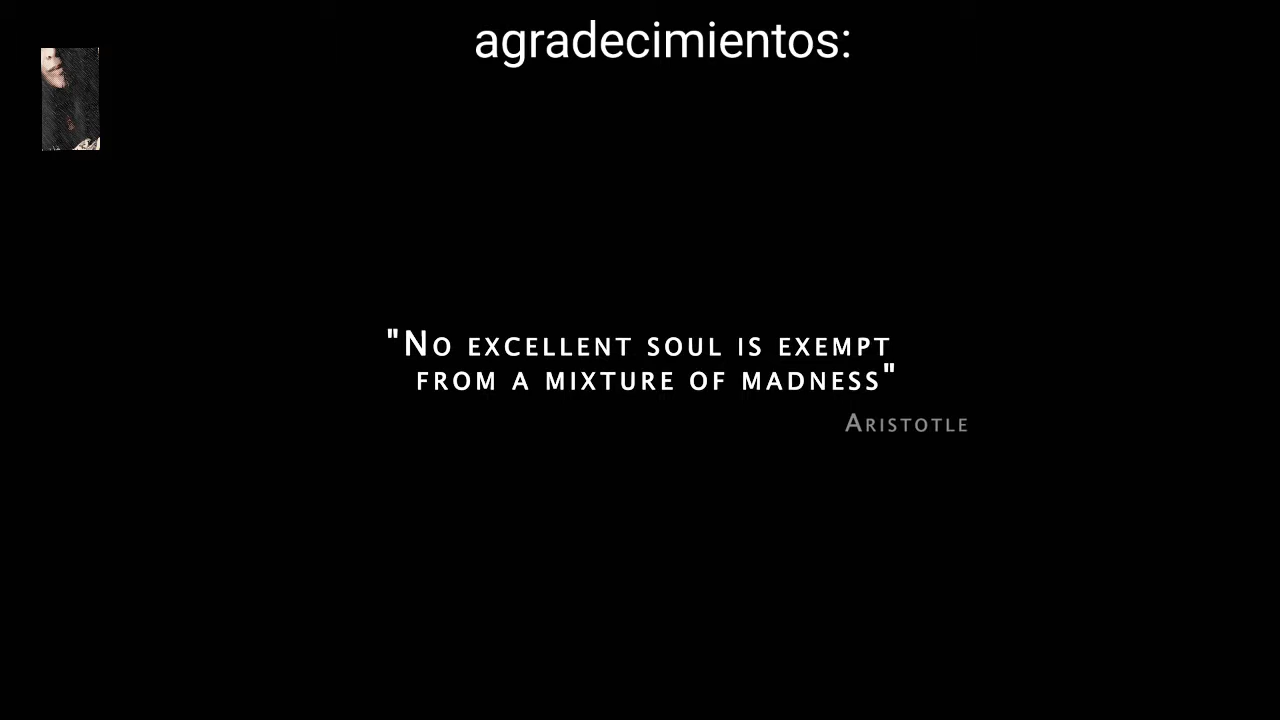 agradecimientos:
"No excellent soul is exempt
from a mixture of madness"
Aristotle